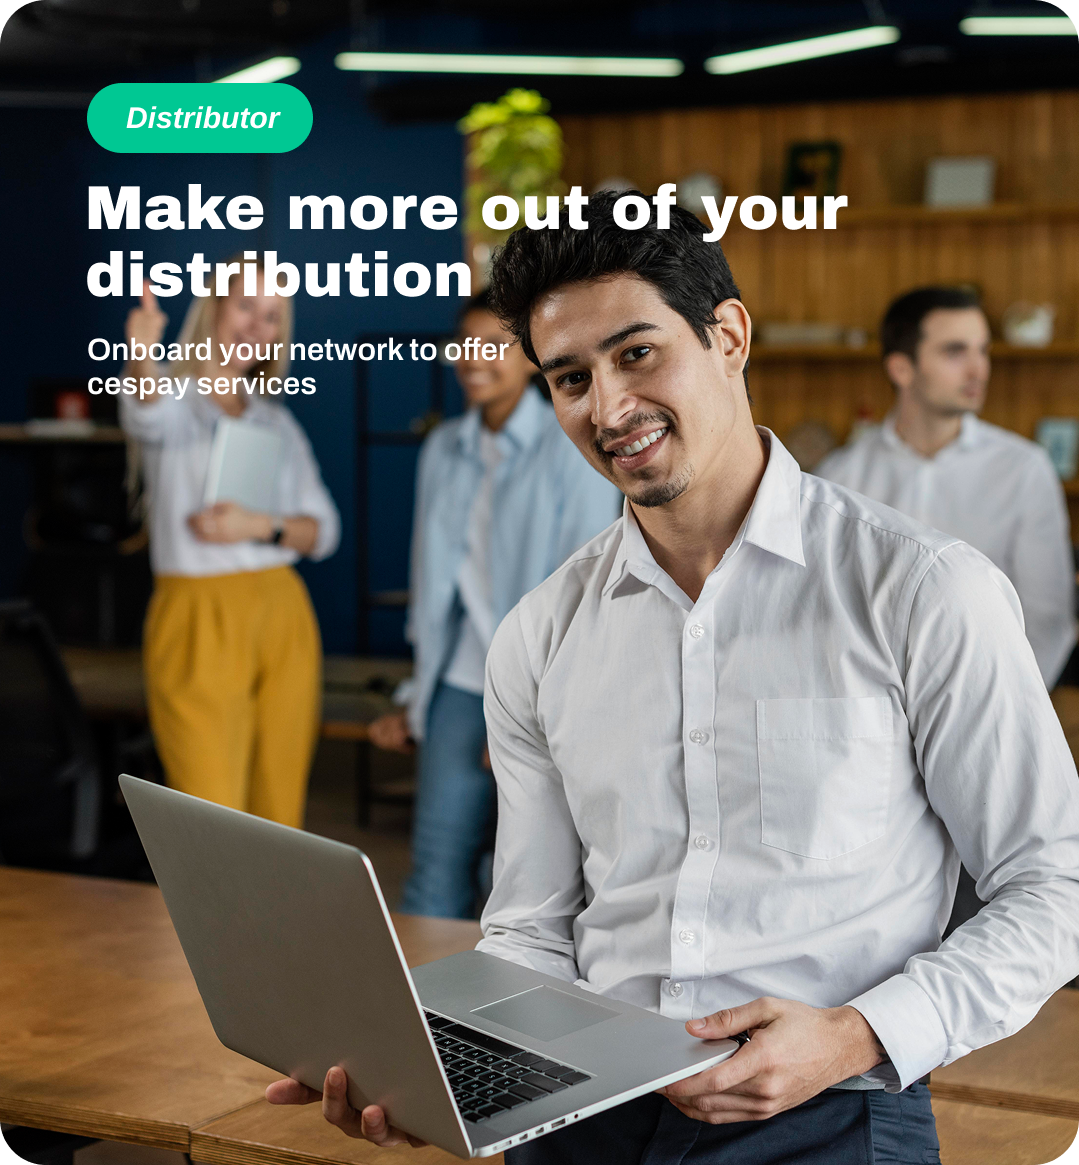 Distributor
Make more out of your
distribution
Onboard your network to offer
cespay services